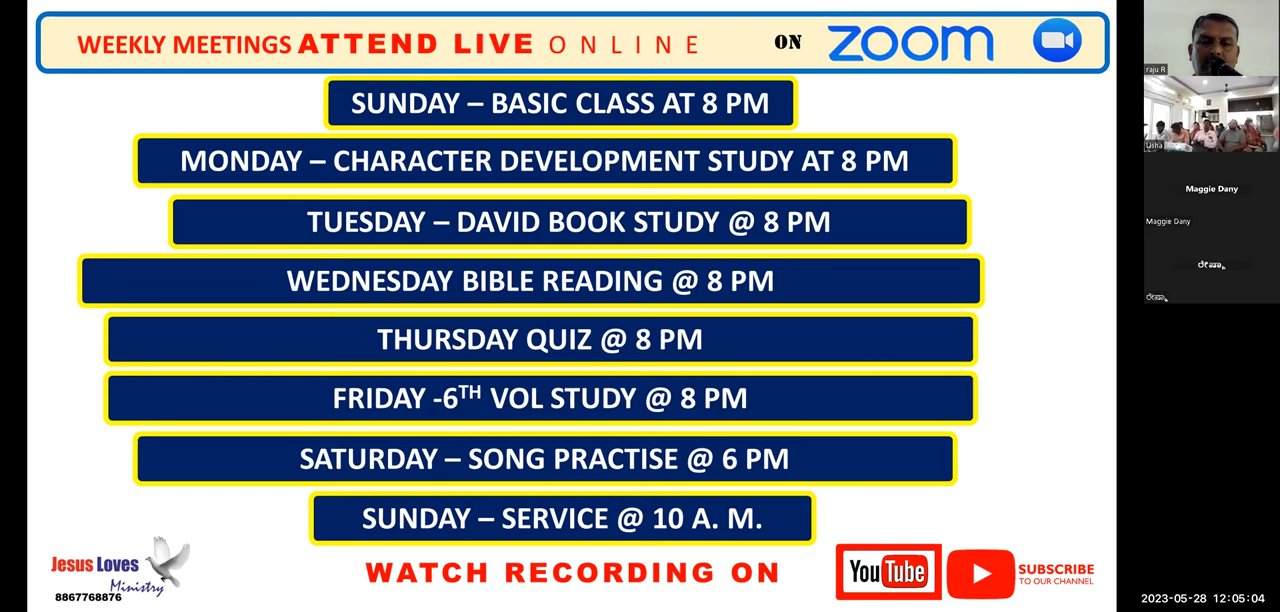 WEEKLY MEETINGS ATTEND LIVE ONLINE ON zoom
SUNDAY – BASIC CLASS AT 8 PM
MONDAY – CHARACTER DEVELOPMENT STUDY AT 8 PM
TUESDAY – DAVID BOOK STUDY @ 8 PM
WEDNESDAY BIBLE READING @ 8 PM
THURSDAY QUIZ @ 8 PM
FRIDAY -6TH VOL STUDY @ 8 PM
SATURDAY – SONG PRACTISE @ 6 PM
SUNDAY – SERVICE @ 10 A. M.
Jesus Loves
Ministry
8867768876
WATCH RECORDING ON
YouTube
SUBSCRIBE
TO OUR CHANNEL
raju R
Usha
Maggie Dany
Maggie Dany
2023-05-28 12:05:04